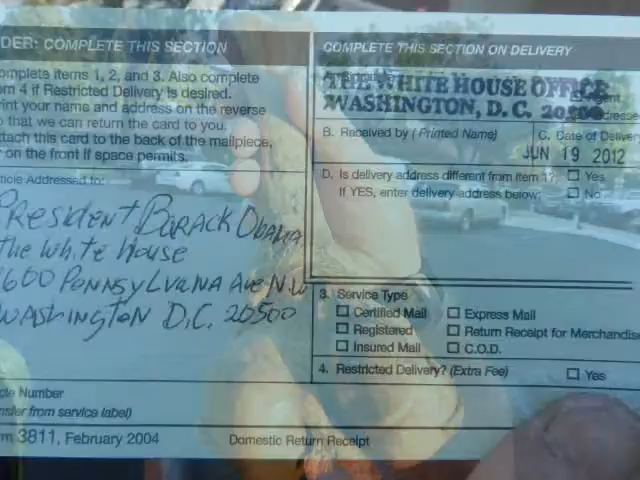 DER: COMPLETE THIS SECTION
omplete items 1, 2, and 3. Also complete
m 4 if Restricted Delivery is desired.
int your name and address on the reverse
that we can return the card to you.
tach this card to the back of the mailpiece,
on the front if space permits.
ticle Addressed to:
President Barack Obama
The White House
600 Pennsylvania Ave N.W
Washington D.C. 20500
cle Number
nsfer from service label)
m 3811, February 2004
Domestic Return Receipt
COMPLETE THIS SECTION ON DELIVERY
THE WHITE HOUSE OFFICE
WASHINGTON, D.C. 20500
Agent
B. Received by (Printed Name)
C. Date of Deliver
JUN 19 2012
D. Is delivery address different from item 1? Yes
If YES, enter delivery address below: No
3. Service Type
Certified Mail Express Mail
Registered Return Receipt for Merchandise
Insured Mail C.O.D.
4. Restricted Delivery? (Extra Fee) Yes